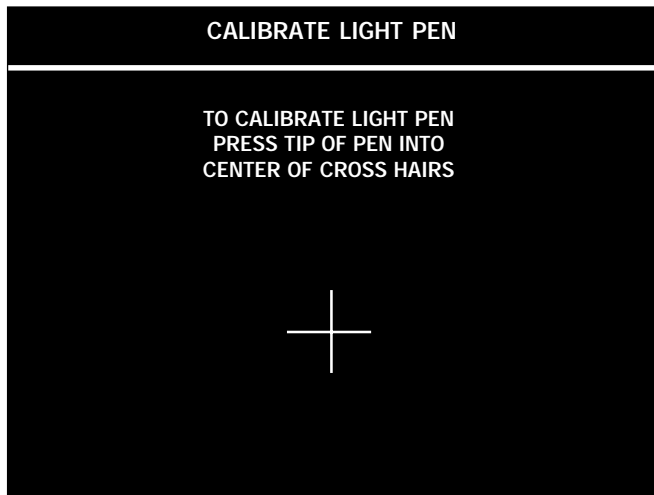 CALIBRATE LIGHT PEN
TO CALIBRATE LIGHT PEN
PRESS TIP OF PEN INTO
CENTER OF CROSS HAIRS